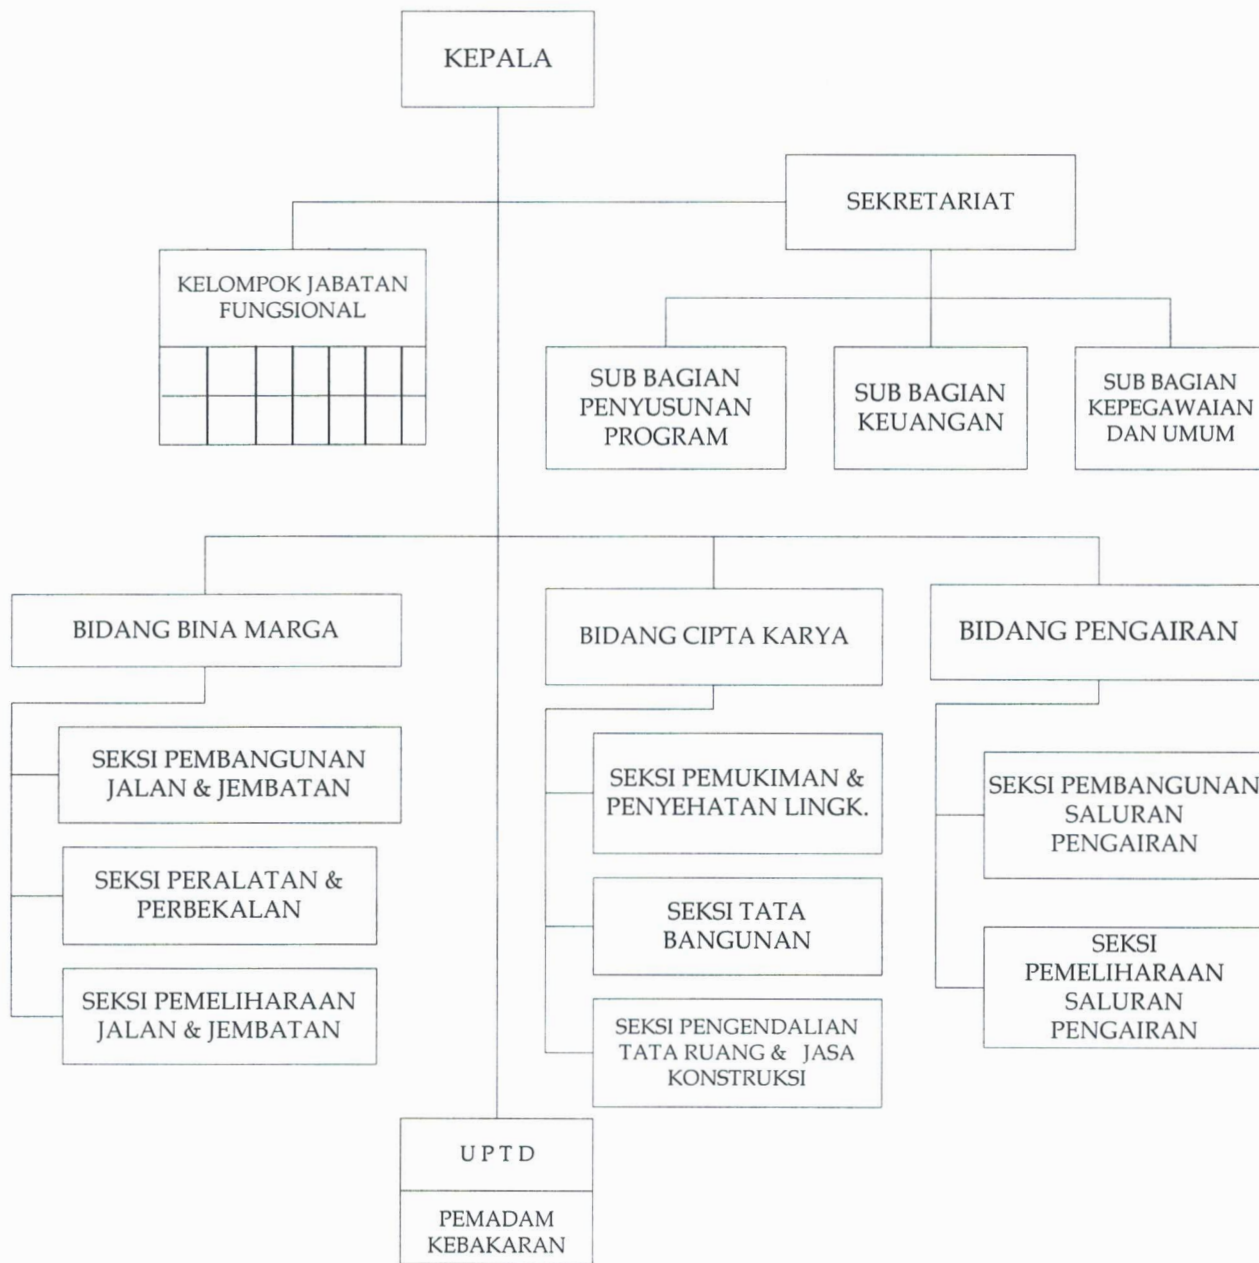 KEPALA
SEKRETARIAT
KELOMPOK JABATAN
FUNGSIONAL
SUB BAGIAN
PENYUSUNAN
PROGRAM
SUB BAGIAN
KEUANGAN
SUB BAGIAN
KEPEGAWAIAN
DAN UMUM
BIDANG BINA MARGA
SEKSI PEMBANGUNAN
JALAN & JEMBATAN
SEKSI PERALATAN &
PERBEKALAN
SEKSI PEMELIHARAAN
JALAN & JEMBATAN
BIDANG CIPTA KARYA
SEKSI PEMUKIMAN &
PENYEHATAN LINGK.
SEKSI TATA
BANGUNAN
SEKSI PENGENDALIAN
TATA RUANG & JASA
KONSTRUKSI
BIDANG PENGAIRAN
SEKSI PEMBANGUNAN
SALURAN
PENGAIRAN
SEKSI
PEMELIHARAAN
SALURAN
PENGAIRAN
U P T D
PEMADAM
KEBAKARAN